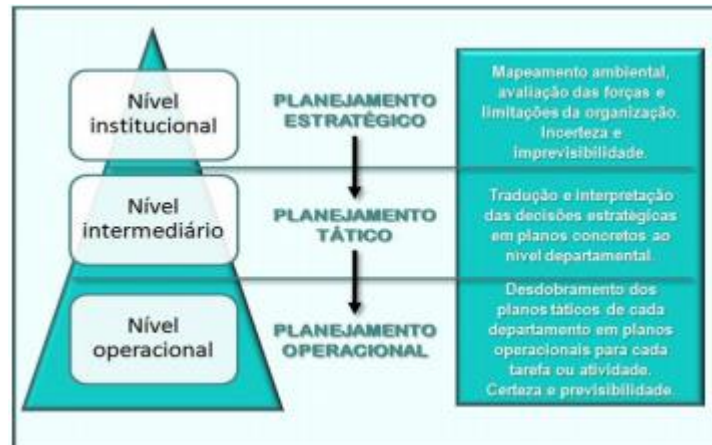 Nível
institucional
PLANEJAMENTO
ESTRATÉGICO
Mapeamento ambiental,
avaliação das forças e
limitações da organização.
Incerteza e
imprevisibilidade.
Nível
intermediário
PLANEJAMENTO
TÁTICO
Tradução e interpretação
das decisões estratégicas
em planos concretos ao
nível departamental.
Nível
operacional
PLANEJAMENTO
OPERACIONAL
Desdobramento dos
planos táticos de cada
departamento em planos
operacionais para cada
tarefa ou atividade.
Certeza e previsibilidade.